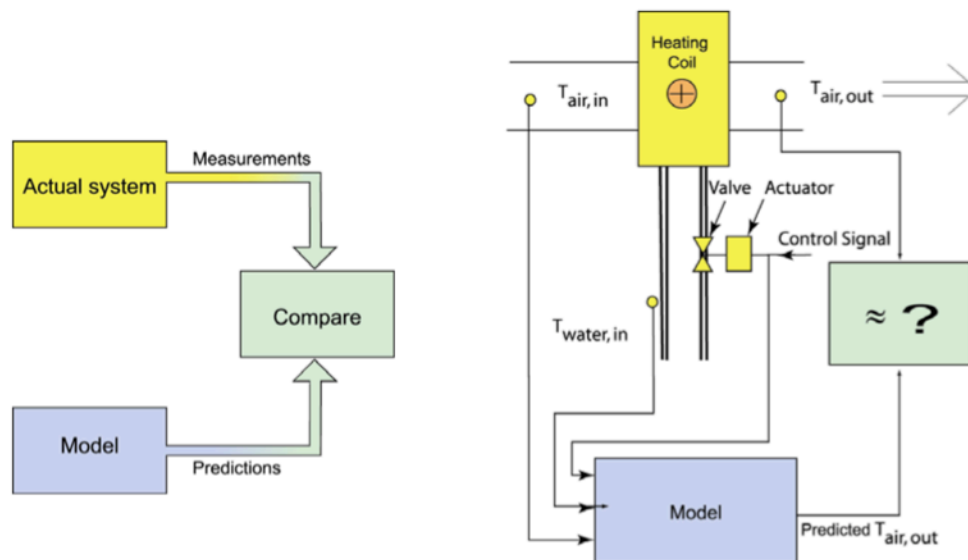 Actual system
Measurements
Compare
Model
Predictions
Heating
Coil
T air, in
T air, out
Valve
Actuator
Control Signal
T water, in
≈ ?
Model
Predicted T air, out